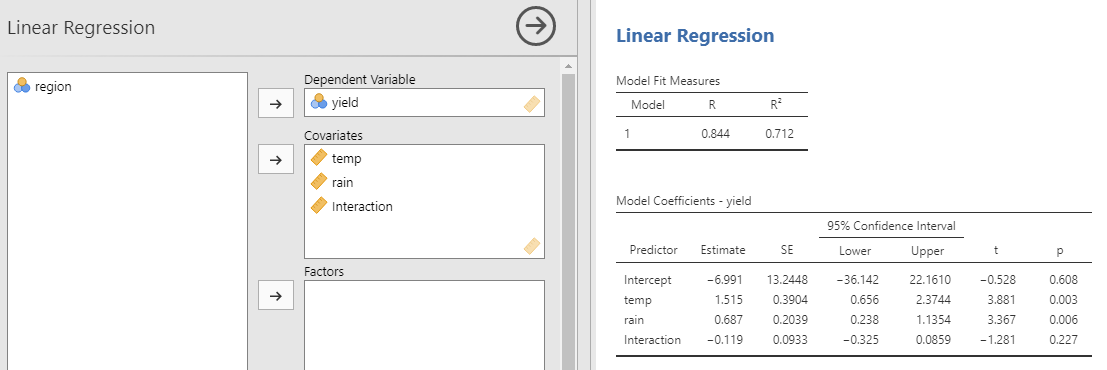 Linear Regression
region
Dependent Variable
yield
Covariates
temp
rain
Interaction
Factors
Linear Regression
Model Fit Measures
Model R R²
1 0.844 0.712
Model Coefficients - yield
95% Confidence Interval
Predictor Estimate SE Lower Upper t p
Intercept −6.991 13.2448 −36.142 22.1610 −0.528 0.608
temp 1.515 0.3904 0.656 2.3744 3.881 0.003
rain 0.687 0.2039 0.238 1.1354 3.367 0.006
Interaction −0.119 0.0933 −0.325 0.0859 −1.281 0.227